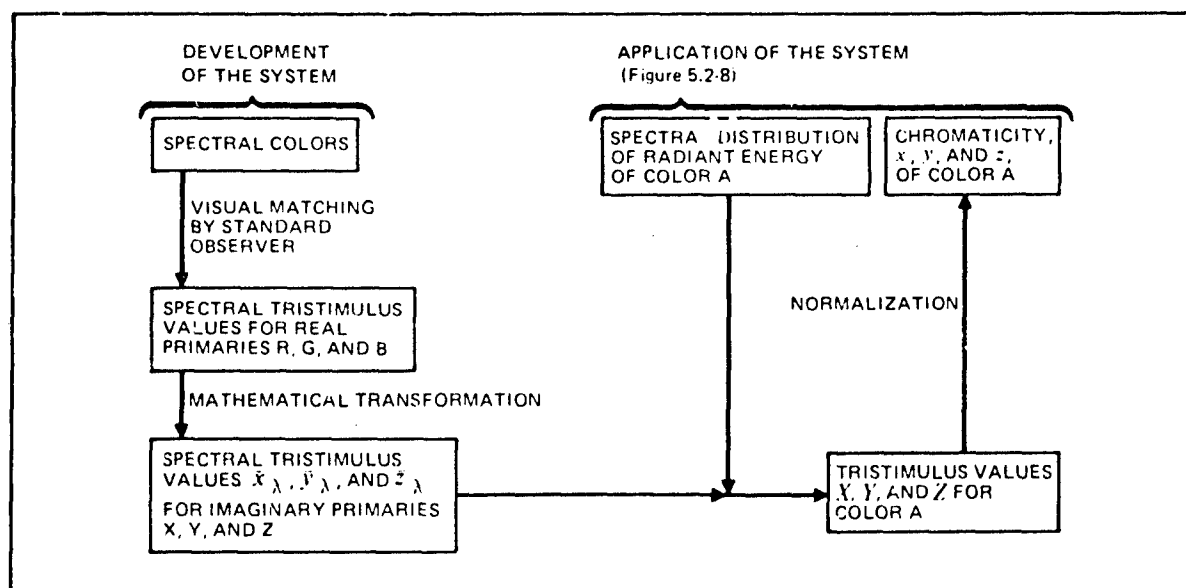 DEVELOPMENT
OF THE SYSTEM
SPECTRAL COLORS
VISUAL MATCHING
BY STANDARD
OBSERVER
SPECTRAL TRISTIMULUS
VALUES FOR REAL
PRIMARIES R, G, AND B
MATHEMATICAL TRANSFORMATION
SPECTRAL TRISTIMULUS
VALUES x̄λ, ȳλ, AND z̄λ
FOR IMAGINARY PRIMARIES
X, Y, AND Z
APPLICATION OF THE SYSTEM
(Figure 5.2-8)
SPECTRA DISTRIBUTION
OF RADIANT ENERGY
OF COLOR A
CHROMATICITY,
x, y, AND z,
OF COLOR A
NORMALIZATION
TRISTIMULUS VALUES
X, Y, AND Z FOR
COLOR A